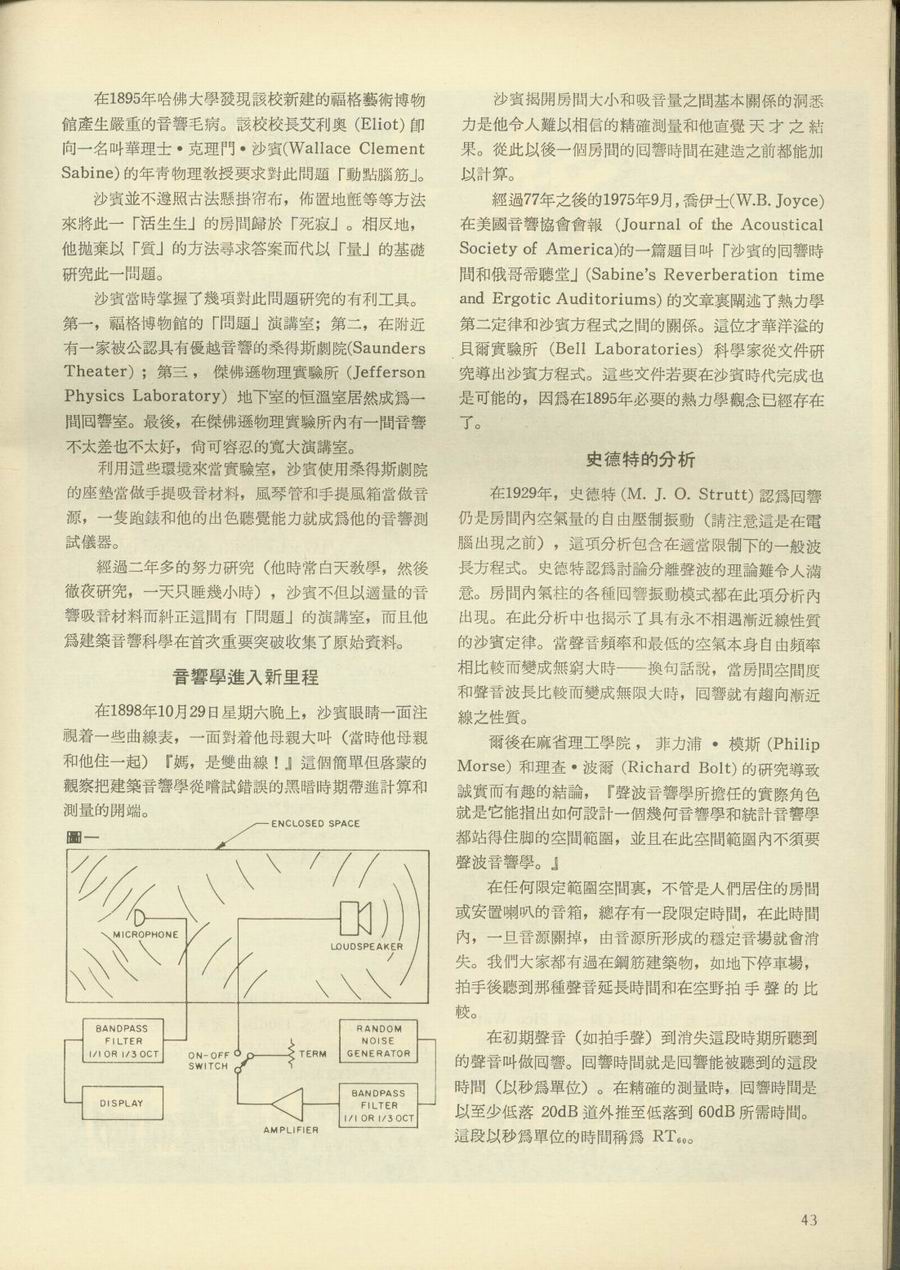 在1895年哈佛大學發現該校新建的福格藝術博物
館產生嚴重的音響毛病。該校校長艾利奧 (Eliot) 卽
向一名叫華理士•克理門•沙賓(Wallace Clement
Sabine) 的年靑物理敎授要求對此問題「動點腦筋」。
沙賓並不遵照古法懸掛帘布，佈置地氈等等方法
來將此一「活生生」的房間歸於「死寂」。相反地，
他拋棄以「質」的方法尋求答案而代以「量」的基礎
研究此一問題。
沙賓當時掌握了幾項對此問題研究的有利工具。
第一，福格博物館的「問題」演講室；第二，在附近
有一家被公認具有優越音響的桑得斯劇院(Saunders
Theater)；第三， 傑佛遜物理實驗所 (Jefferson
Physics Laboratory) 地下室的恒溫室居然成爲一
間囘響室。最後，在傑佛遜物理實驗所內有一間音響
不太差也不太好，尙可容忍的寬大演講室。
利用這些環境來當實驗室，沙賓使用桑得斯劇院
的座墊當做手提吸音材料，風琴管和手提風箱當做音
源，一隻跑錶和他的出色聽覺能力就成爲他的音響測
試儀器。
經過二年多的努力研究（他時常白天敎學，然後
徹夜研究，一天只睡幾小時），沙賓不但以適量的音
響吸音材料而糾正這間有「問題」的演講室，而且他
爲建築音響科學在首次重要突破收集了原始資料。
音響學進入新里程
在1898年10月29日星期六晚上，沙賓眼睛一面注
視着一些曲線表，一面對着他母親大叫（當時他母親
和他住一起）『媽，是雙曲線！』這個簡單但啓蒙的
觀察把建築音響學從嚐試錯誤的黑暗時期帶進計算和
測量的開端。
圖一
ENCLOSED SPACE
MICROPHONE
LOUDSPEAKER
BANDPASS
FILTER
1/1 OR 1/3 OCT
ON-OFF
SWITCH
TERM
RANDOM
NOISE
GENERATOR
DISPLAY
AMPLIFIER
BANDPASS
FILTER
1/1 OR 1/3 OCT
沙賓揭開房間大小和吸音量之間基本關係的洞悉
力是他令人難以相信的精確測量和他直覺天才之結
果。從此以後一個房間的囘響時間在建造之前都能加
以計算。
經過77年之後的1975年9月，喬伊士(W.B. Joyce)
在美國音響協會會報 (Journal of the Acoustical
Society of America)的一篇題目叫「沙賓的囘響時
間和俄哥帝聽堂」(Sabine's Reverberation time
and Ergotic Auditoriums) 的文章裏闡述了熱力學
第二定律和沙賓方程式之間的關係。這位才華洋溢的
貝爾實驗所 (Bell Laboratories) 科學家從文件研
究導出沙賓方程式。這些文件若要在沙賓時代完成也
是可能的，因爲在1895年必要的熱力學觀念已經存在
了。
史德特的分析
在1929年，史德特 (M. J. O. Strutt) 認爲囘響
仍是房間內空氣量的自由壓制振動（請注意這是在電
腦出現之前），這項分析包含在適當限制下的一般波
長方程式。史德特認爲討論分離聲波的理論難令人滿
意。房間內氣柱的各種囘響振動模式都在此項分析內
出現。在此分析中也揭示了具有永不相遇漸近線性質
的沙賓定律。當聲音頻率和最低的空氣本身自由頻率
相比較而變成無窮大時——換句話說，當房間空間度
和聲音波長比較而變成無限大時，囘響就有趨向漸近
線之性質。
爾後在麻省理工學院， 菲力浦 • 模斯 (Philip
Morse) 和理查•波爾 (Richard Bolt) 的研究導致
誠實而有趣的結論，『聲波音響學所擔任的實際角色
就是它能指出如何設計一個幾何音響學和統計音響學
都站得住脚的空間範圍，並且在此空間範圍內不須要
聲波音響學。』
在任何限定範圍空間裏，不管是人們居住的房間
或安置喇叭的音箱，總存有一段限定時間，在此時間
內，一旦音源關掉，由音源所形成的穩定音場就會消
失。我們大家都有過在鋼筋建築物，如地下停車場，
拍手後聽到那種聲音延長時間和在空野拍手聲的比
較。
在初期聲音（如拍手聲）到消失這段時期所聽到
的聲音叫做囘響。囘響時間就是囘響能被聽到的這段
時間（以秒爲單位）。在精確的測量時，囘響時間是
以至少低落 20dB 道外推至低落到 60dB 所需時間。
這段以秒爲單位的時間稱爲 RT₆₀。
43